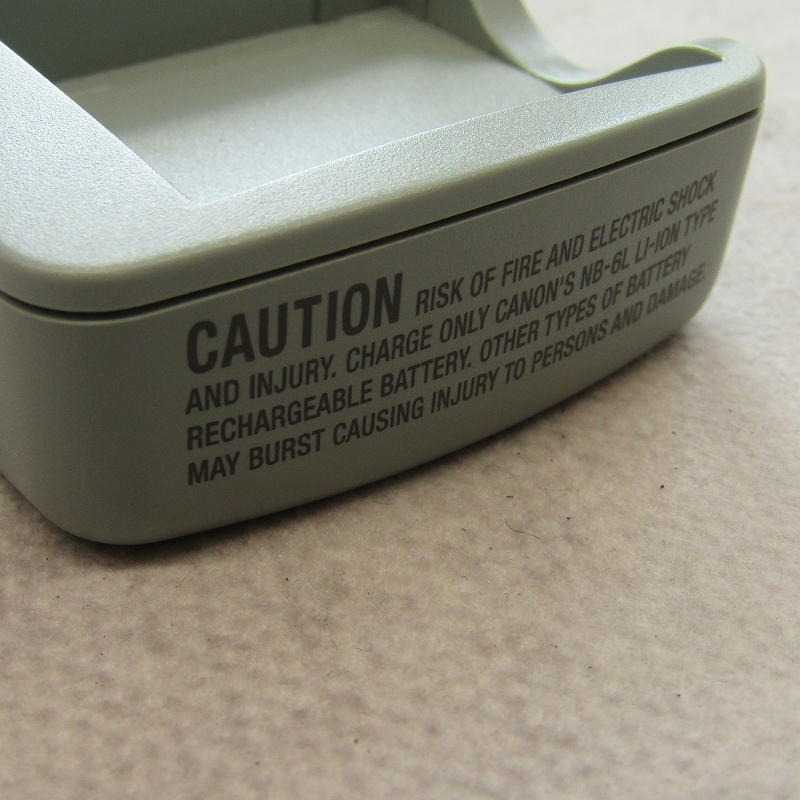 CAUTION RISK OF FIRE AND ELECTRIC SHOCK
AND INJURY. CHARGE ONLY CANON'S NB-6L LI-ION TYPE
RECHARGEABLE BATTERY. OTHER TYPES OF BATTERY
MAY BURST CAUSING INJURY TO PERSONS AND DAMAGE.